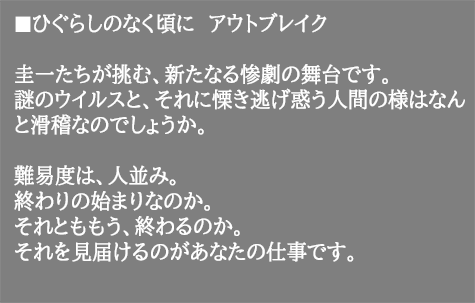 ■ひぐらしのなく頃に　アウトブレイク
圭一たちが挑む、新たなる惨劇の舞台です。
謎のウイルスと、それに慄き逃げ惑う人間の様はなん
と滑稽なのでしょうか。
難易度は、人並み。
終わりの始まりなのか。
それとももう、終わるのか。
それを見届けるのがあなたの仕事です。